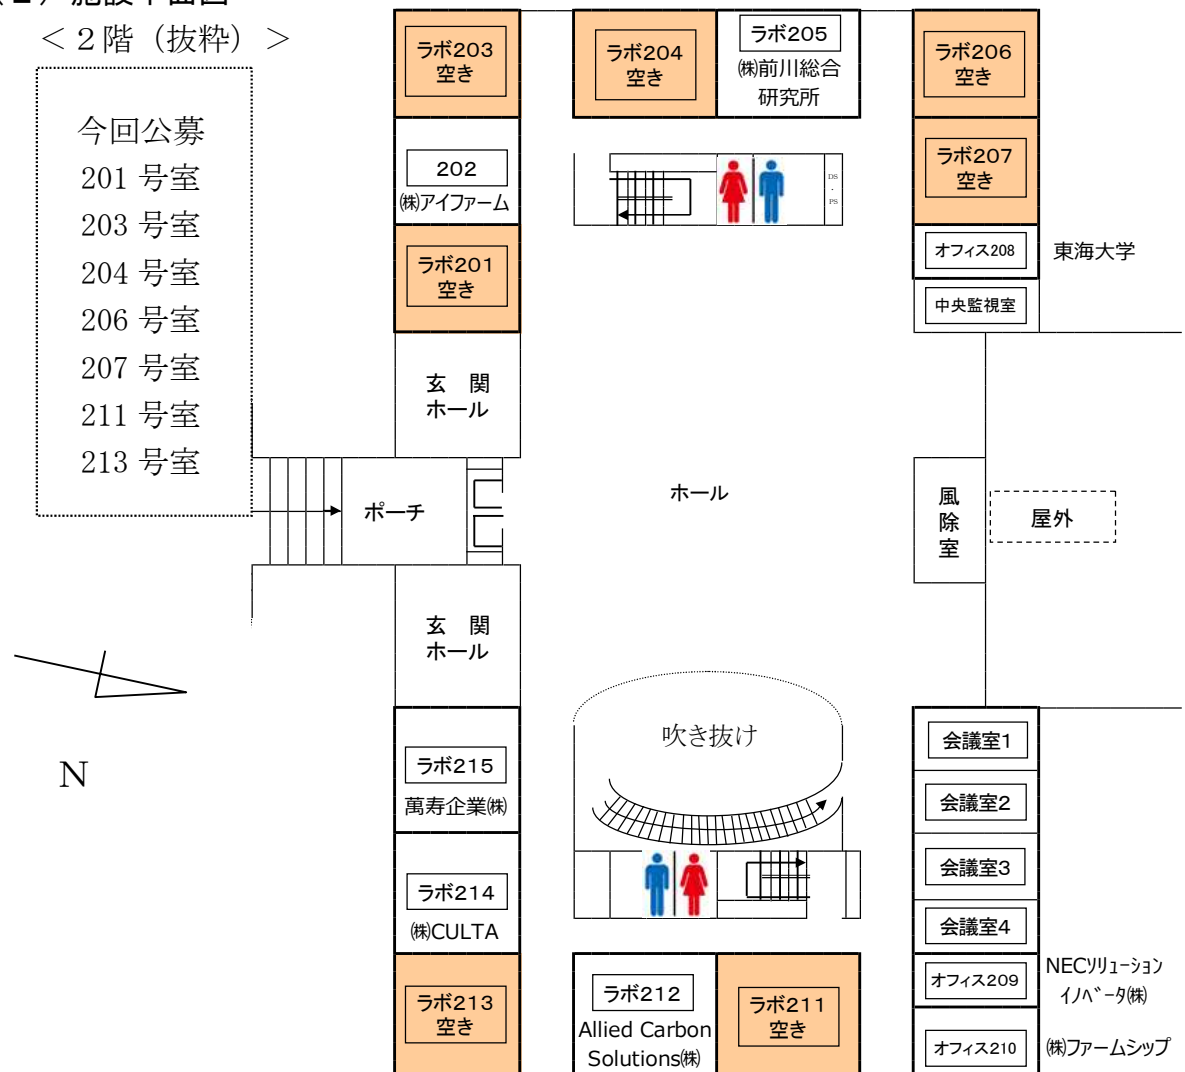 ＜２階（抜粋）＞
今回公募
201 号室
203 号室
204 号室
206 号室
207 号室
211 号室
213 号室
ラボ203
空き
ラボ204
空き
ラボ205
㈱前川総合
研究所
ラボ206
空き
202
㈱アイファーム
DS
・
PS
ラボ207
空き
ラボ201
空き
オフィス208
東海大学
中央監視室
玄　関
ホール
ポーチ
ホール
風
除
室
屋外
玄　関
ホール
N
吹き抜け
ラボ215
萬寿企業㈱
会議室1
会議室2
会議室3
会議室4
ラボ214
㈱CULTA
ラボ213
空き
ラボ212
Allied Carbon
Solutions㈱
ラボ211
空き
オフィス209
NECソリューション
イノベータ㈱
オフィス210
㈱ファームシップ